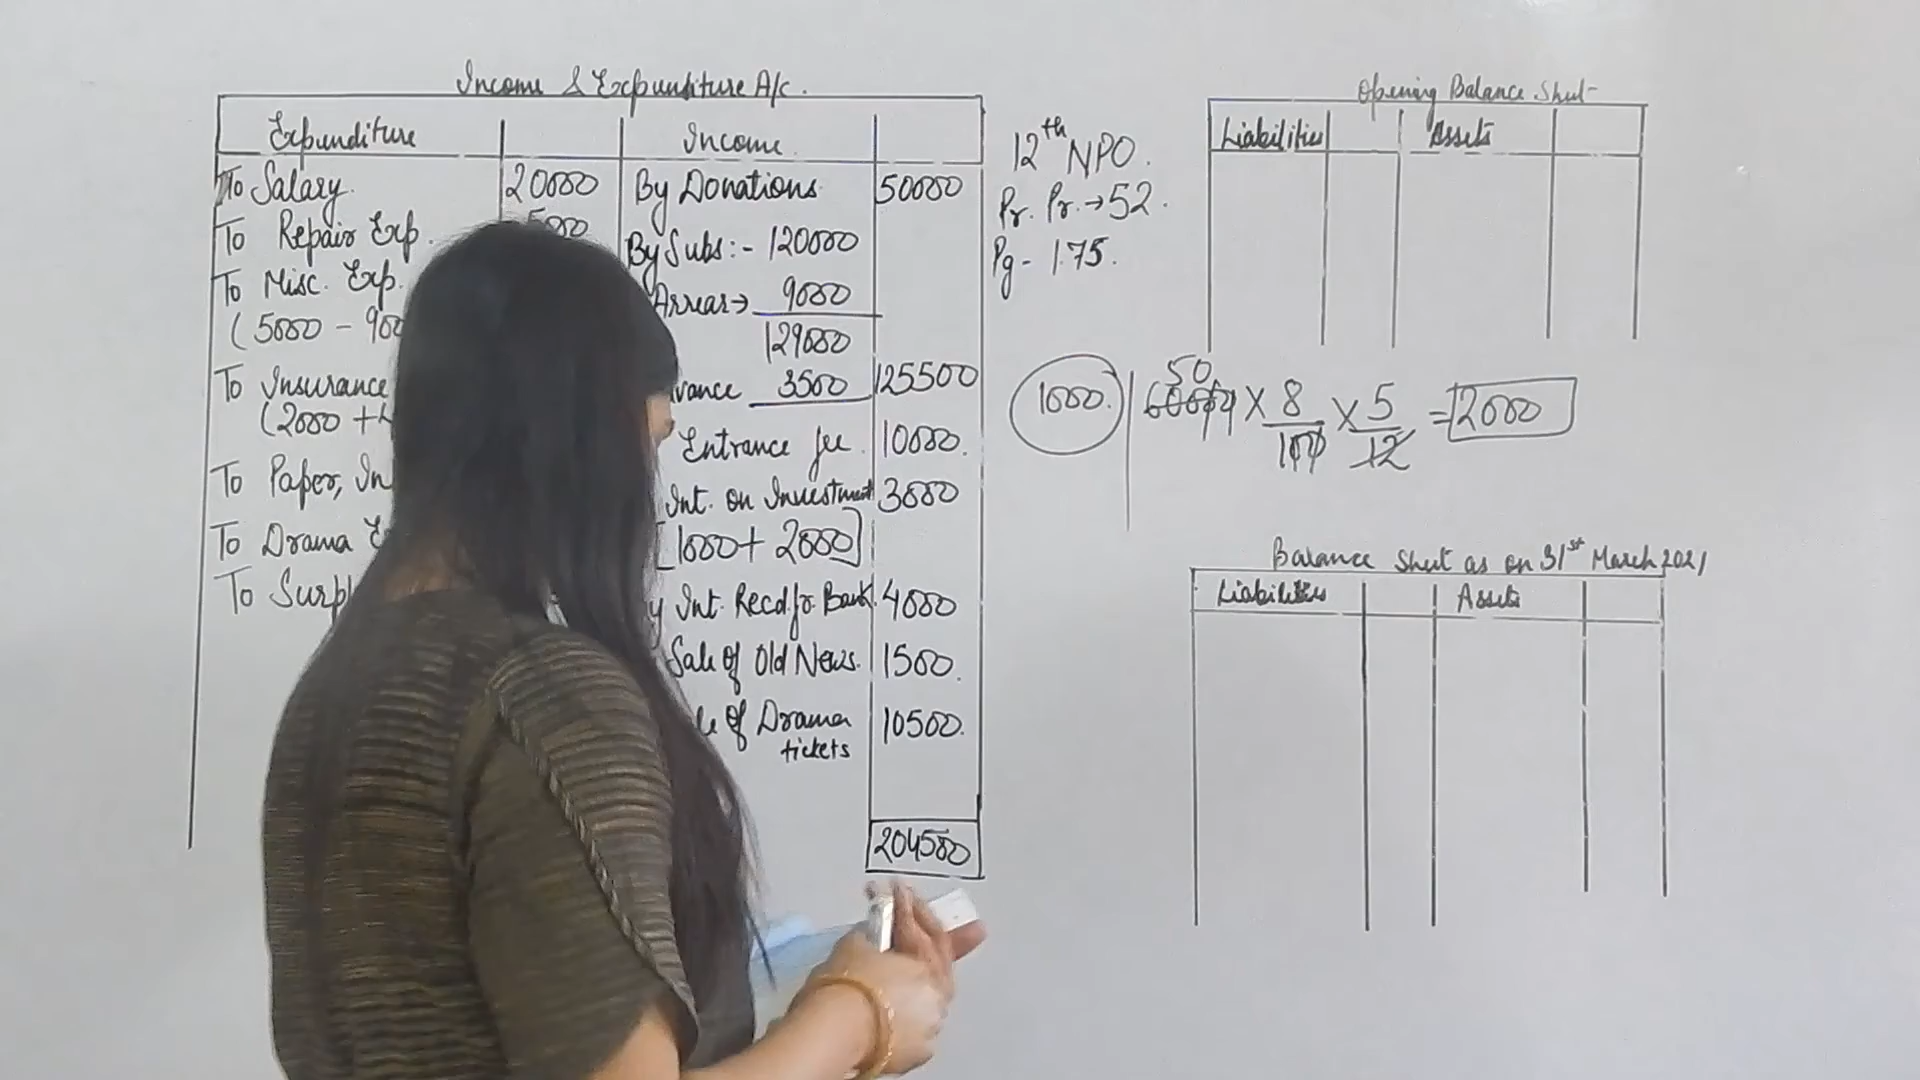 Income & Expenditure A/c.
Expenditure
Income
To Salary. 20000
By Donations 50000
To Repair Exp.
By Subs:- 120000
To Misc. Exp.
Arrear→ 9000
(5000 - 900
129000
To Insurance
3500 125500
(2000 +
Entrance fee. 10000.
To Paper, In
Int. on Investment 3000
[1000+ 2000]
To Drama E
To Surpl
Int. Recd. fr. Bank. 4000
Sale of Old News. 1500.
of Drama tickets 10500.
204500
12th NPO.
Pr. Pr.→52.
Pg - 175.
Opening Balance Sheet
Liabilities
Assets
1000.
50
60000 × 8/100 × 5/12 = 2000
Balance Sheet as on 31st March 2021
Liabilities
Assets